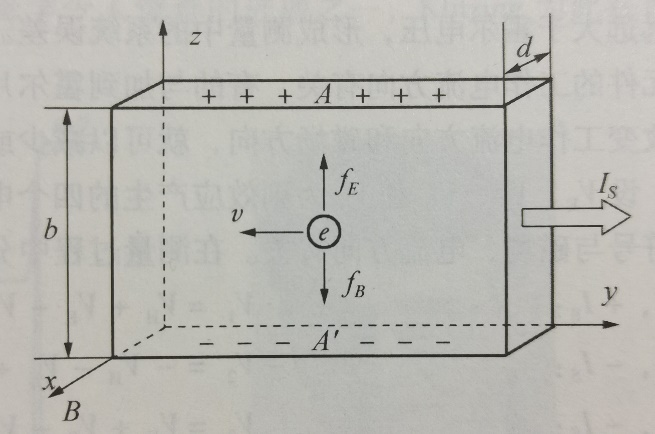 z
d
+ + + A + + +
f_E
I_S
b
v
e
f_B
y
− − − A′ − − −
x
B